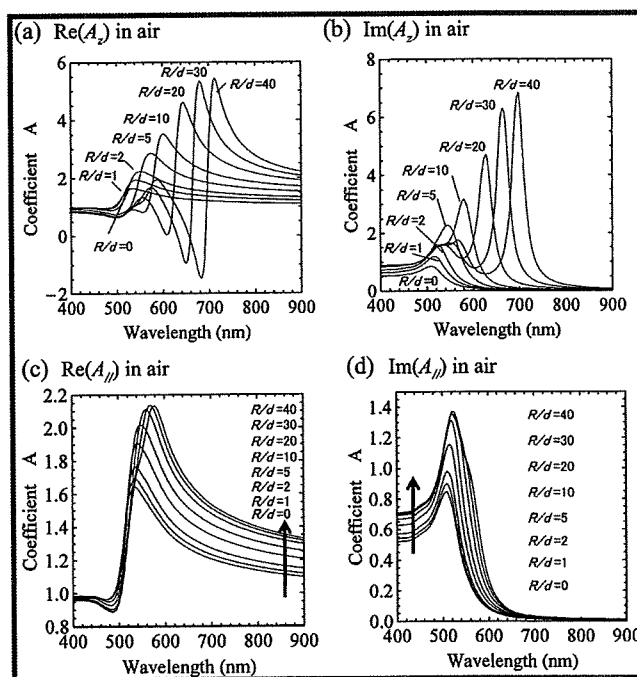 (a) Re(A_z) in air
Coefficient A
6
4
2
0
−2
R/d=30
R/d=40
R/d=20
R/d=10
R/d=5
R/d=2
R/d=1
R/d=0
400 500 600 700 800 900
Wavelength (nm)
(b) Im(A_z) in air
Coefficient A
8
6
4
2
0
R/d=40
R/d=30
R/d=20
R/d=10
R/d=5
R/d=2
R/d=1
R/d=0
400 500 600 700 800 900
Wavelength (nm)
(c) Re(A_//) in air
Coefficient A
2.2
2.0
1.8
1.6
1.4
1.2
1.0
0.8
R/d=40
R/d=30
R/d=20
R/d=10
R/d=5
R/d=2
R/d=1
R/d=0
400 500 600 700 800 900
Wavelength (nm)
(d) Im(A_//) in air
Coefficient A
1.4
1.2
1.0
0.8
0.6
0.4
0.2
0.0
R/d=40
R/d=30
R/d=20
R/d=10
R/d=5
R/d=2
R/d=1
R/d=0
400 500 600 700 800 900
Wavelength (nm)